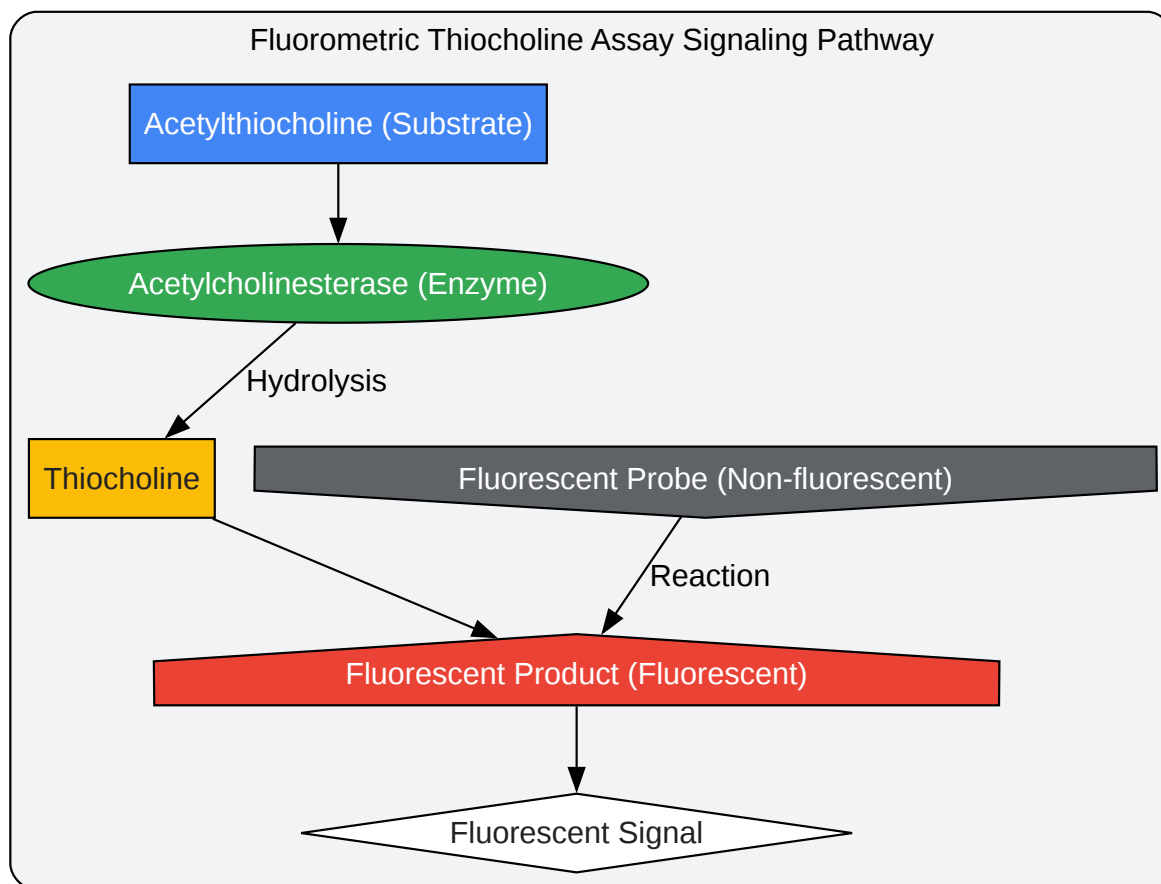 Fluorometric Thiocholine Assay Signaling Pathway
Acetylthiocholine (Substrate)
Acetylcholinesterase (Enzyme)
Hydrolysis
Thiocholine
Fluorescent Probe (Non-fluorescent)
Reaction
Fluorescent Product (Fluorescent)
Fluorescent Signal